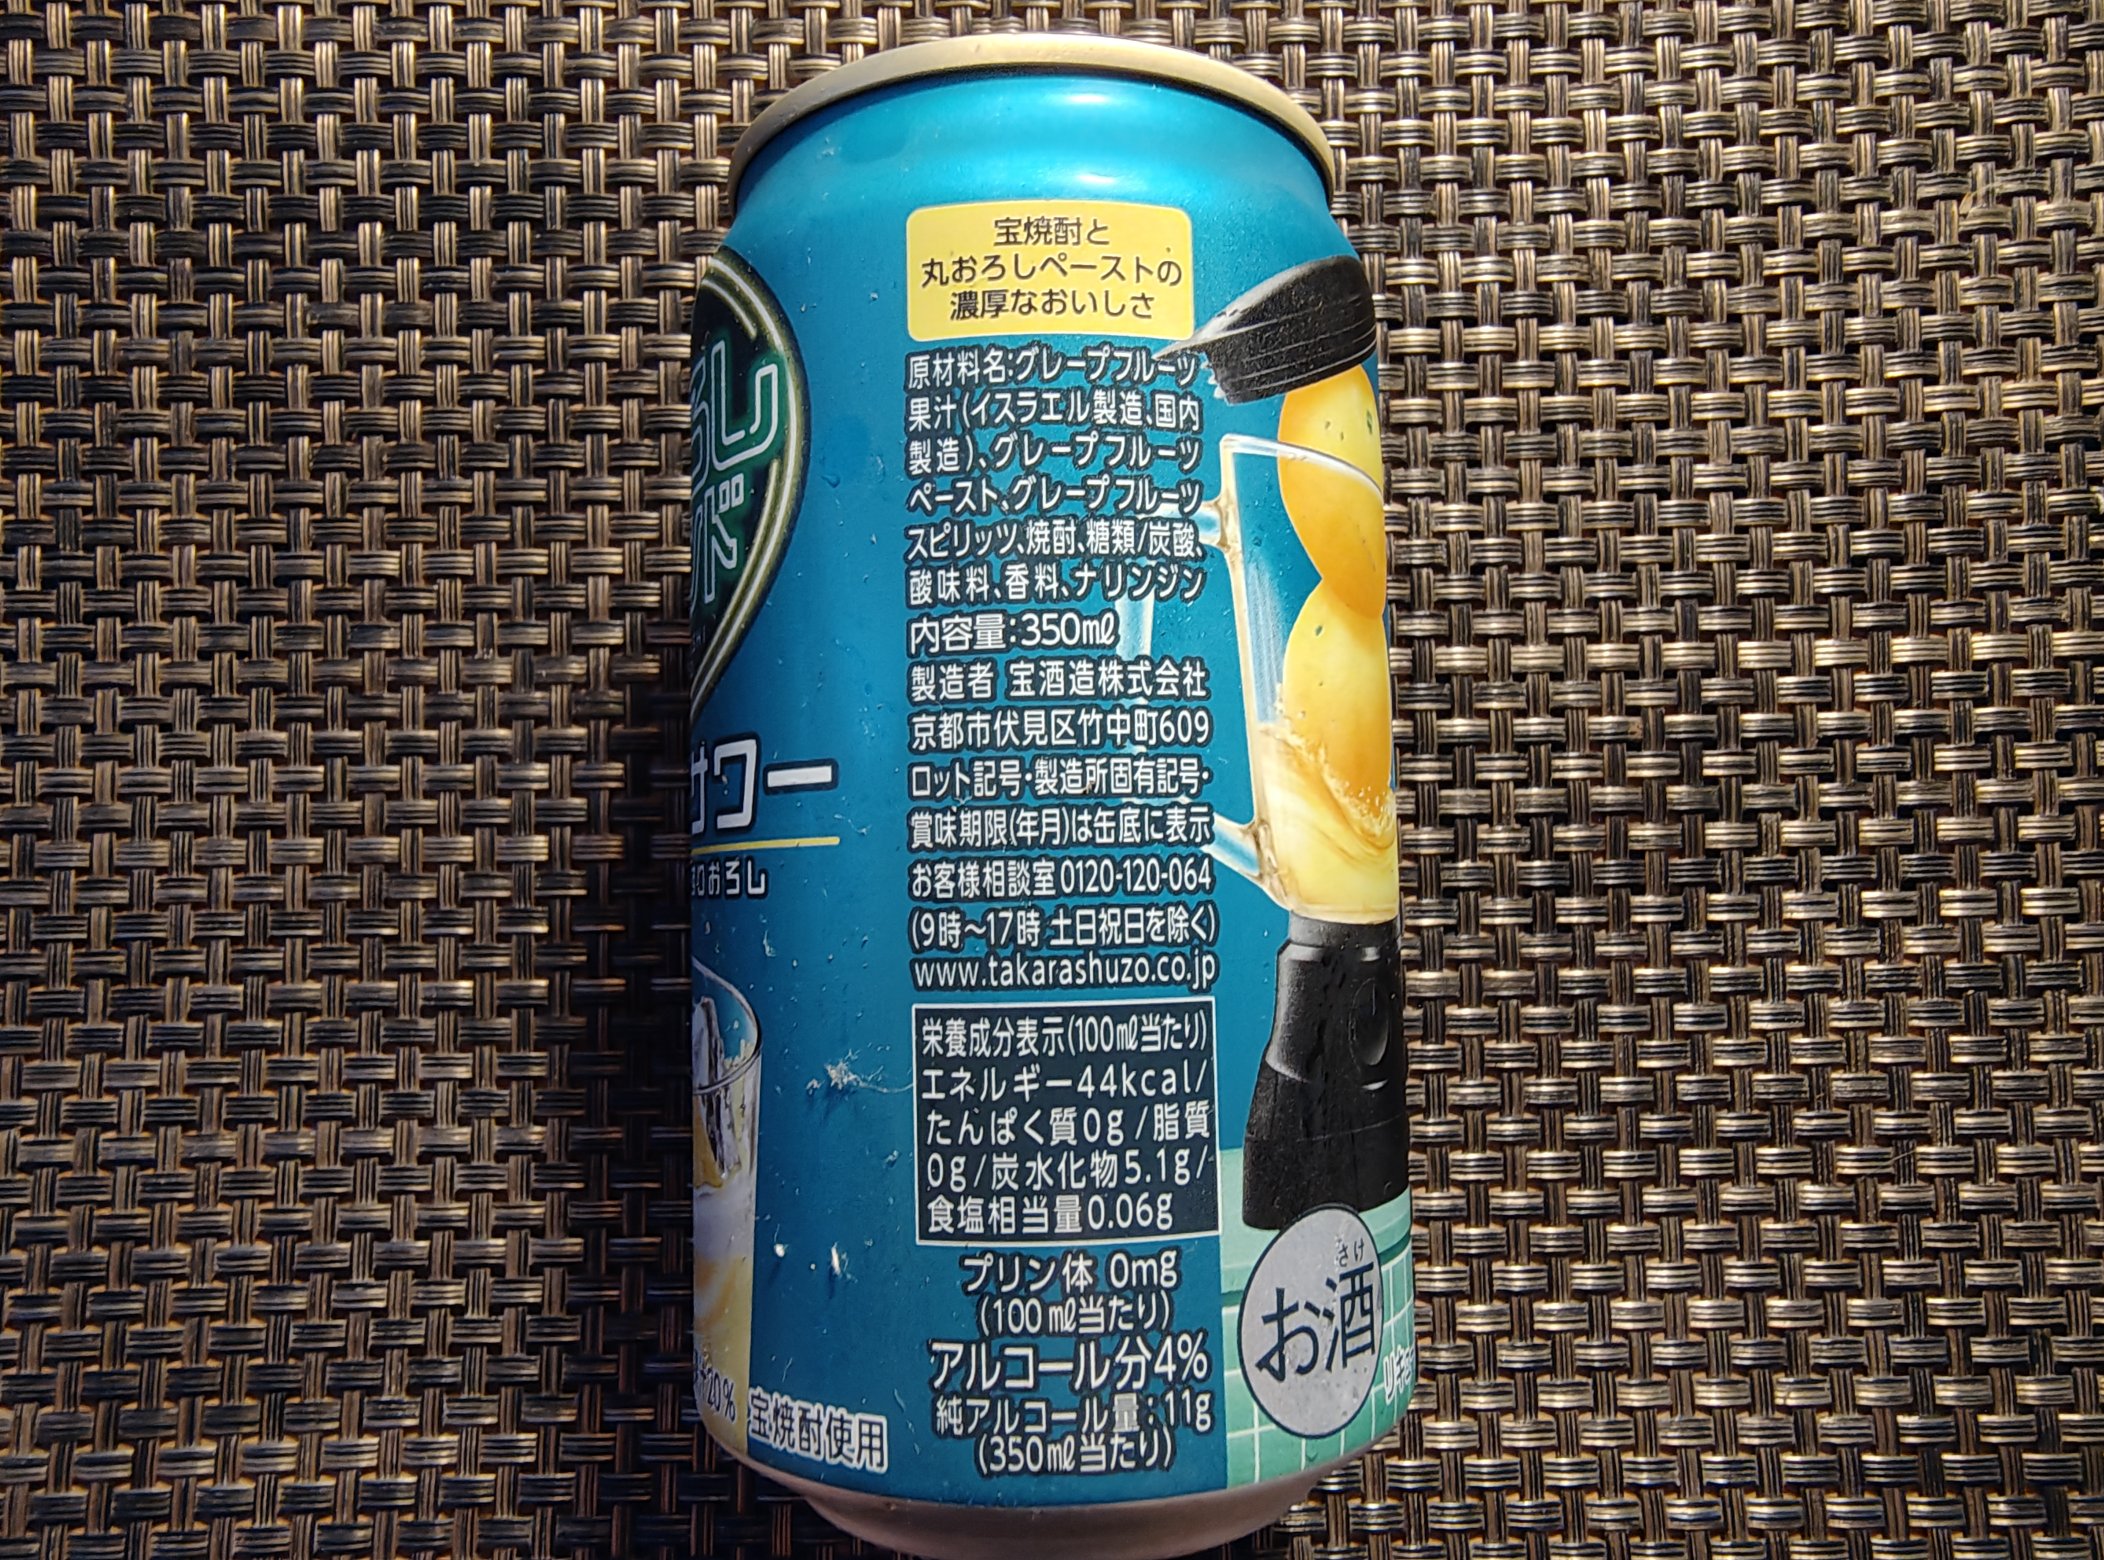 宝焼酎と
丸おろしペーストの
濃厚なおいしさ
原材料名:グレープフルーツ
果汁(イスラエル製造、国内
製造)、グレープフルーツ
ペースト、グレープフルーツ
スピリッツ、焼酎、糖類/炭酸、
酸味料、香料、ナリンジン
内容量:350mℓ
製造者 宝酒造株式会社
京都市伏見区竹中町609
ロット記号・製造所固有記号・
賞味期限(年月)は缶底に表示
お客様相談室0120-120-064
(9時〜17時 土日祝日を除く)
www.takarashuzo.co.jp
栄養成分表示(100mℓ当たり)
エネルギー44kcal/
たんぱく質0g/脂質
0g/炭水化物5.1g/
食塩相当量0.06g
プリン体 0mg
(100mℓ当たり)
アルコール分4%
純アルコール量:11g
(350mℓ当たり)
さけ
お酒
サワー
おろし
20%
宝焼酎使用